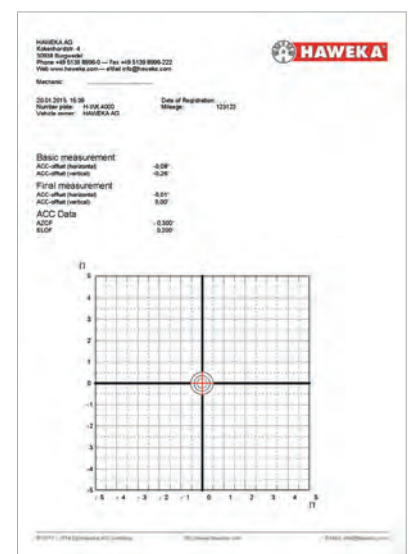 HAWEKA AG
Kokenhorststr. 4
30938 Burgwedel
Phone +49 5139 8996-0 — Fax +49 5139 8996-222
Web www.haweka.com — eMail info@haweka.com
HAWEKA
Mechanic:
20.01.2015, 16:39 Date of Registration:
Number plate: Mileage: 123123
Vehicle owner: HAWEKA AG
Basic measurement
ACC-offset (horizontal) -0,09°
ACC-offset (vertical) -0,26°
Final measurement
ACC-offset (horizontal) -0,01°
ACC-offset (vertical) 0,00°
ACC Data
AZOF - 0,300°
ELOF 0,200°
[']
5
4
3
2
1
0
-1
-2
-3
-4
-5
-5 -4 -3 -2 -1 0 1 2 3 4 5
[']